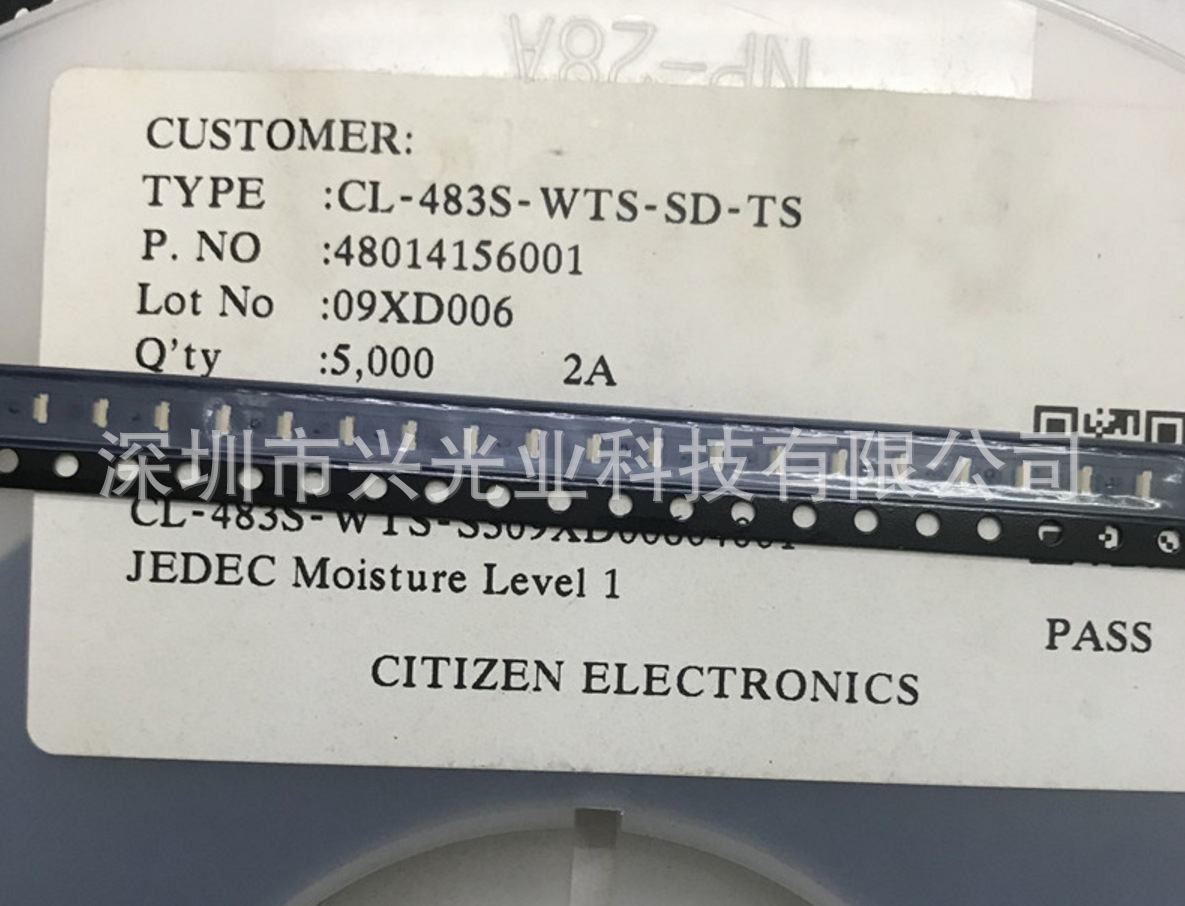 NP-28A
CUSTOMER:
TYPE :CL-483S-WTS-SD-TS
P. NO :48014156001
Lot No :09XD006
Q'ty :5,000 2A
深圳市兴光业科技有限公司
JEDEC Moisture Level 1
PASS
CITIZEN ELECTRONICS